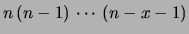 n (n − 1) ⋯ (n − x − 1)